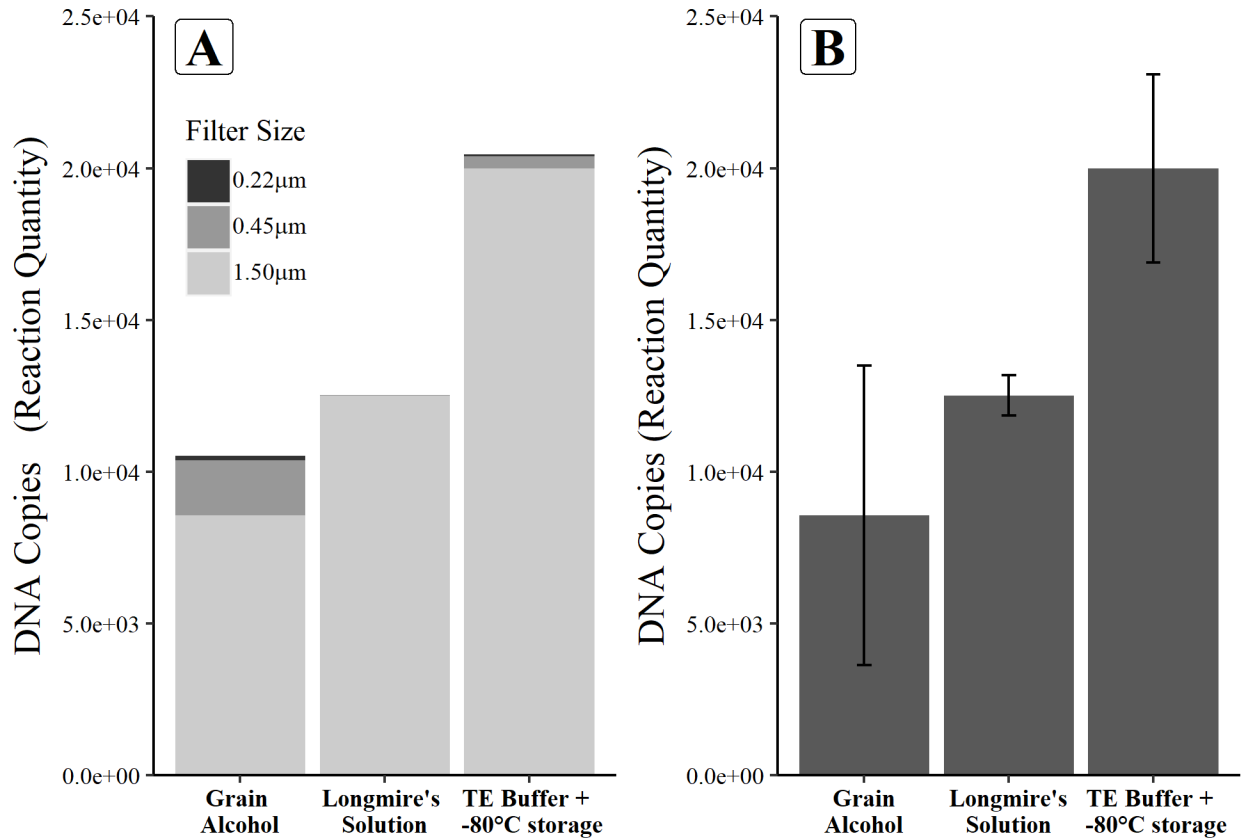 A
DNA Copies (Reaction Quantity)
2.5e+04
2.0e+04
1.5e+04
1.0e+04
5.0e+03
0.0e+00
Filter Size
0.22μm
0.45μm
1.50μm
Grain
Alcohol
Longmire's
Solution
TE Buffer +
-80°C storage
B
DNA Copies (Reaction Quantity)
2.5e+04
2.0e+04
1.5e+04
1.0e+04
5.0e+03
0.0e+00
Grain
Alcohol
Longmire's
Solution
TE Buffer +
-80°C storage